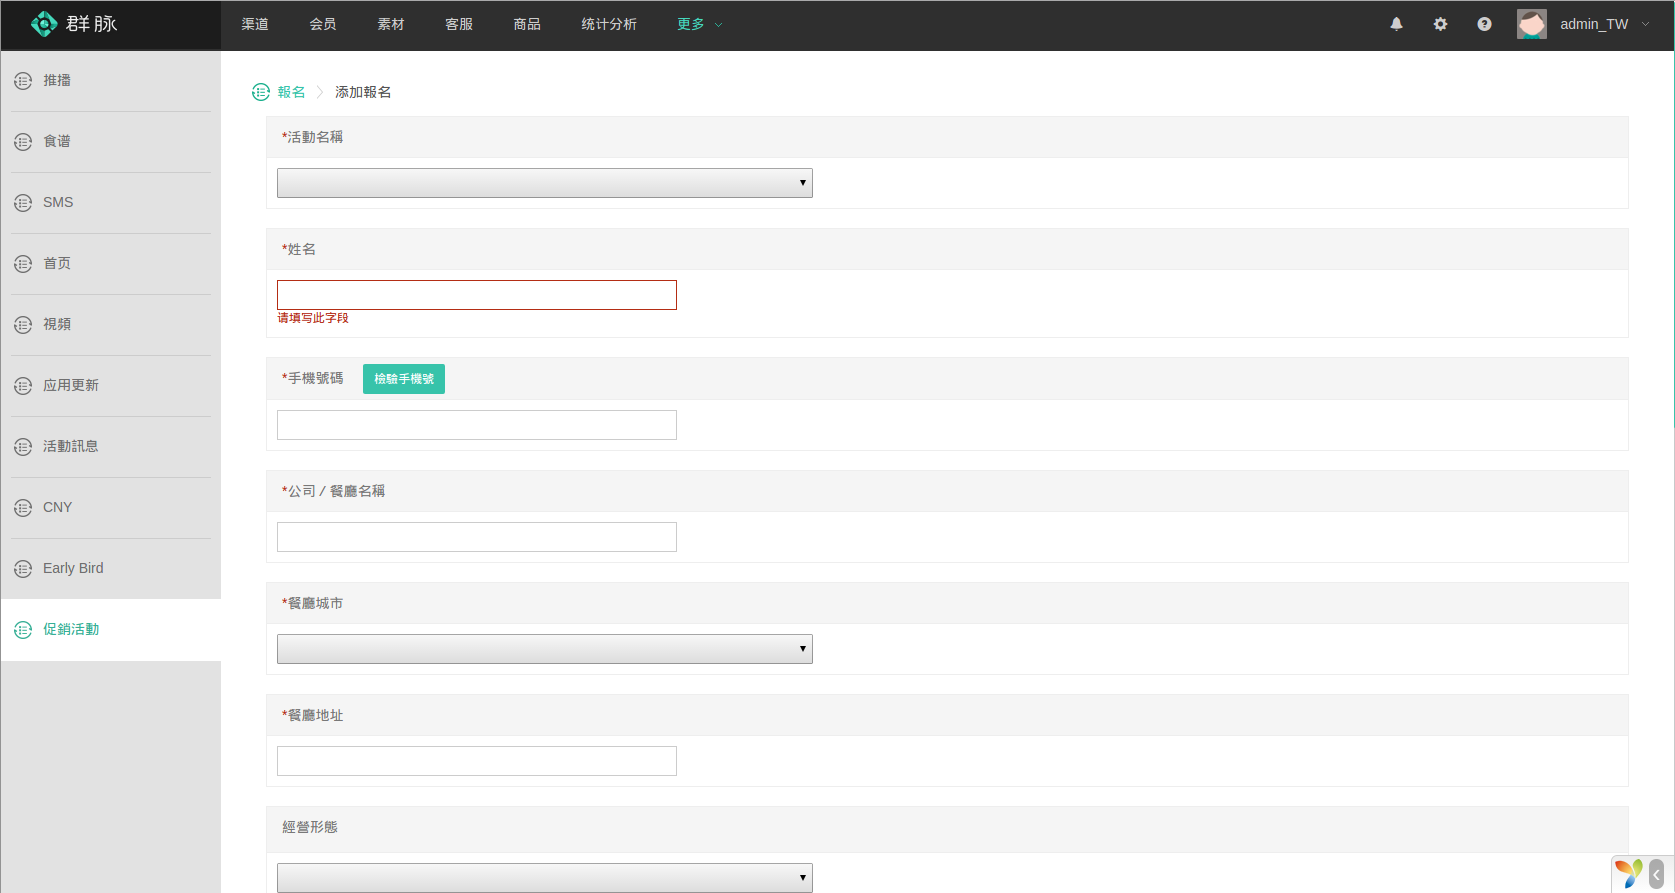 群脉
渠道 会员 素材 客服 商品 统计分析 更多 admin_TW
推播
食谱
SMS
首页
視頻
应用更新
活動訊息
CNY
Early Bird
促銷活動
報名 添加報名
*活動名稱
*姓名
请填写此字段
*手機號碼 檢驗手機號
*公司 / 餐廳名稱
*餐廳城市
*餐廳地址
經營形態